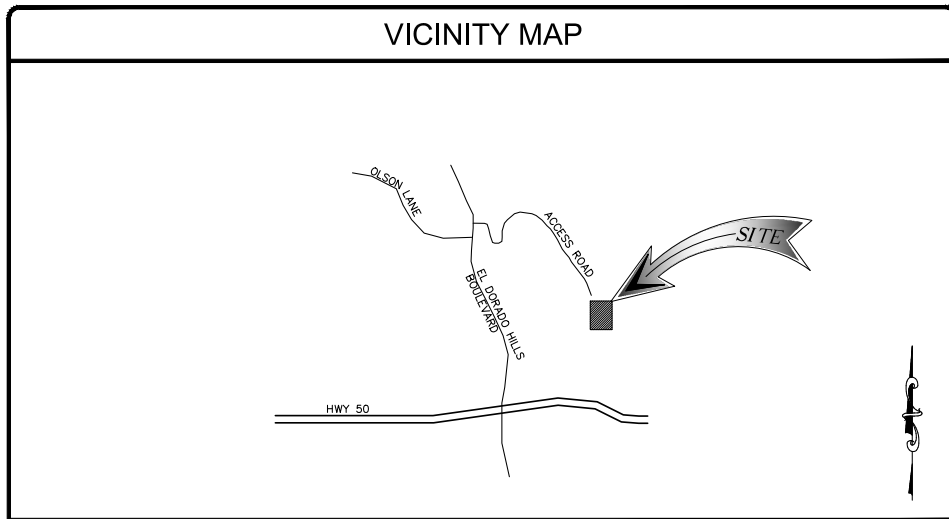 VICINITY MAP
OLSON LANE
ACCESS ROAD
SITE
EL DORADO HILLS
BOULEVARD
HWY 50